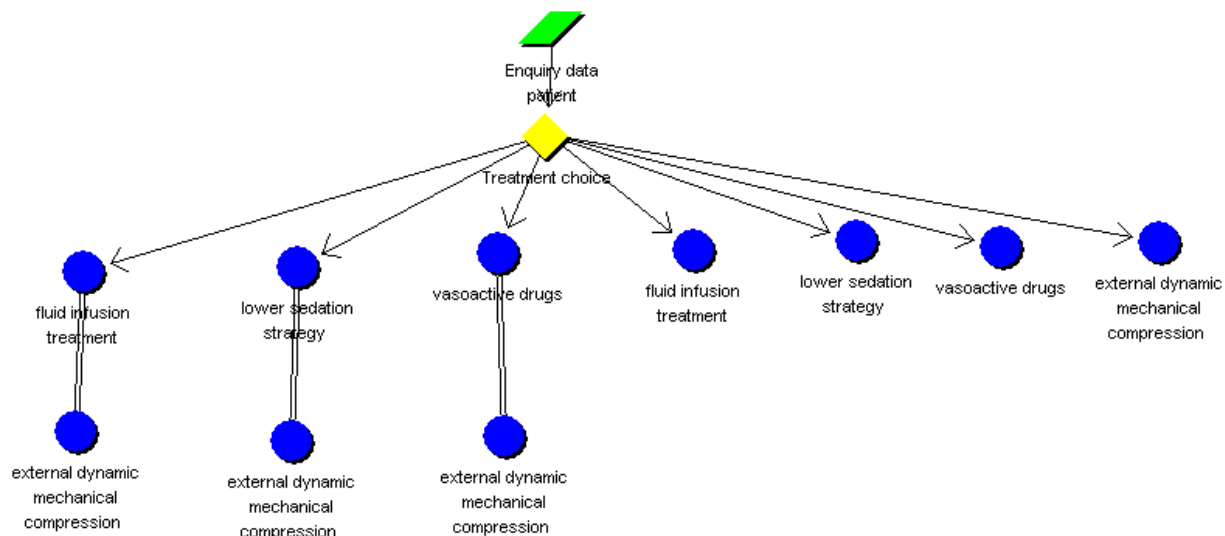 Enquiry data
patient
Treatment choice
fluid infusion
treatment
lower sedation
strategy
vasoactive drugs
fluid infusion
treatment
lower sedation
strategy
vasoactive drugs
external dynamic
mechanical
compression
external dynamic
mechanical
compression
external dynamic
mechanical
compression
external dynamic
mechanical
compression